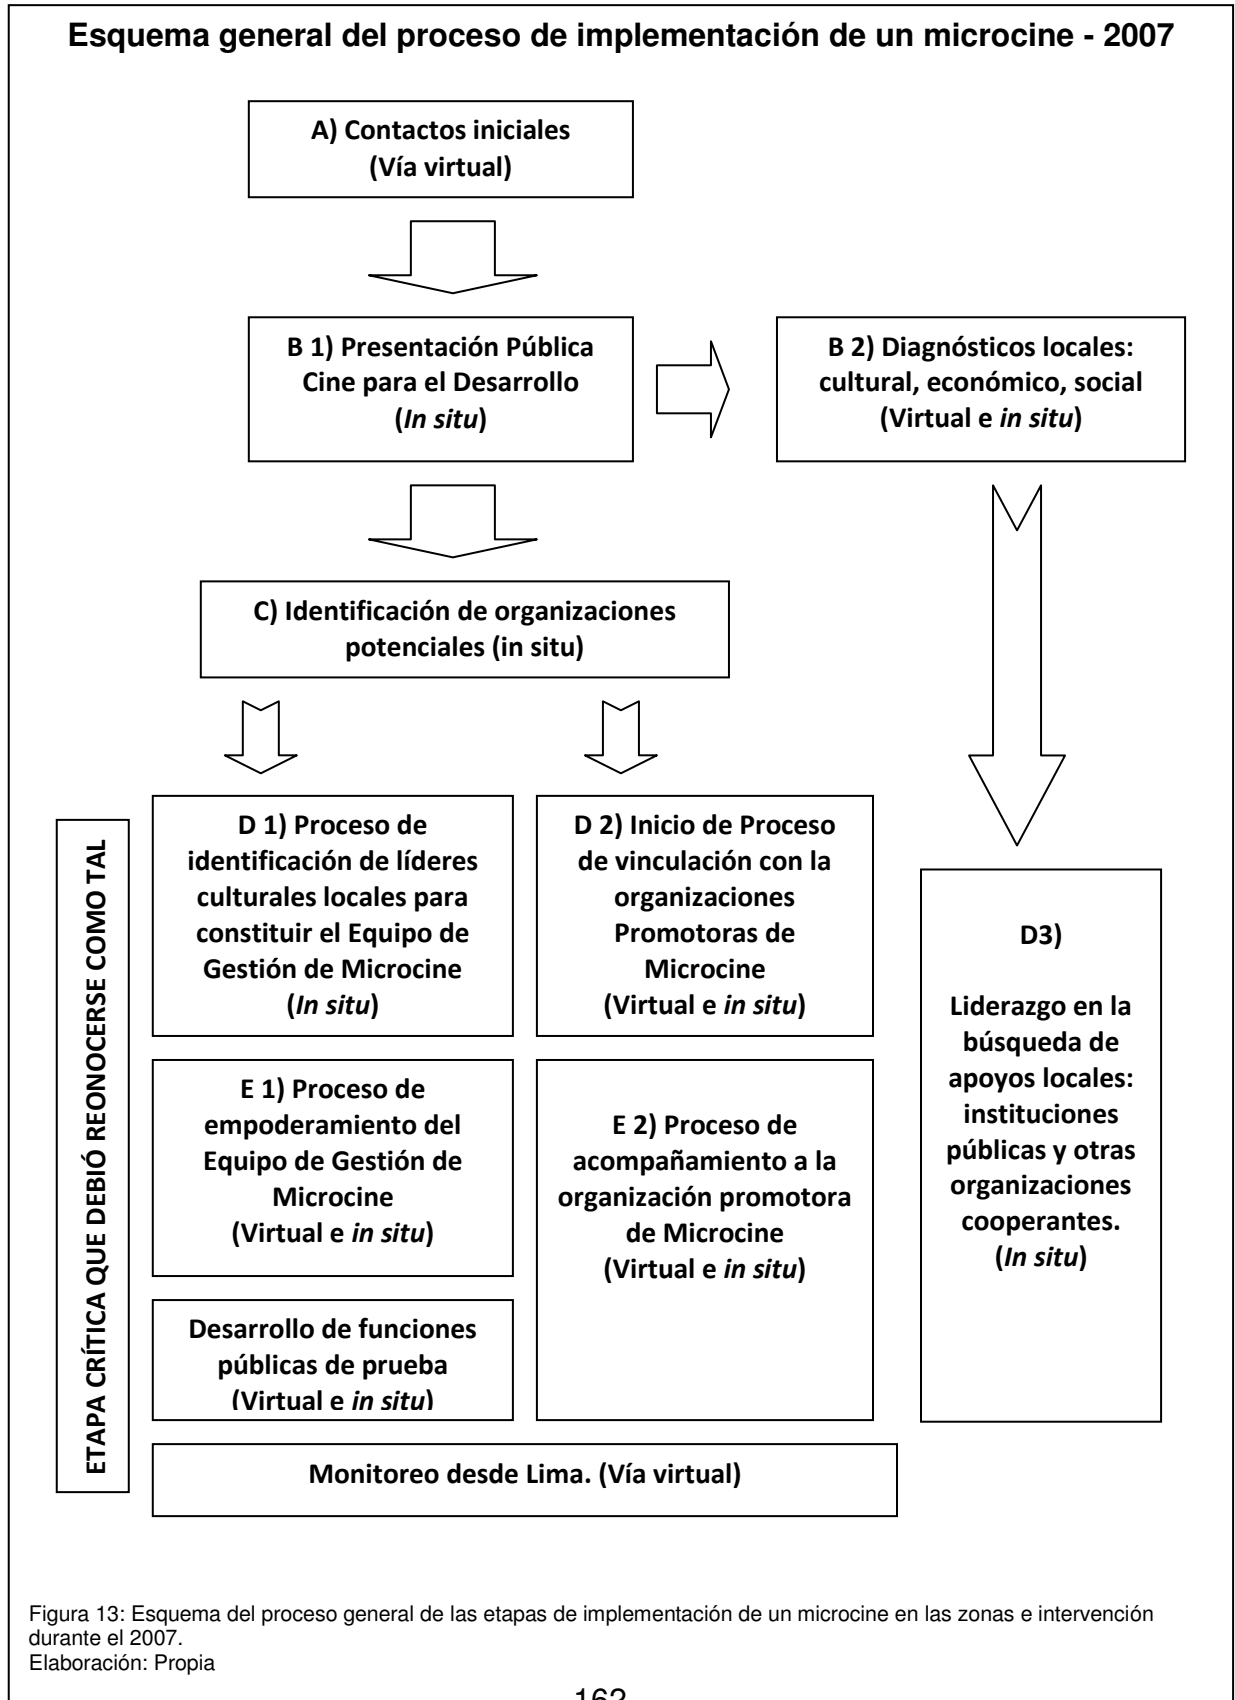 Esquema general del proceso de implementación de un microcine - 2007
A) Contactos iniciales
(Vía virtual)
B 1) Presentación Pública
Cine para el Desarrollo
(In situ)
B 2) Diagnósticos locales:
cultural, económico, social
(Virtual e in situ)
C) Identificación de organizaciones
potenciales (in situ)
ETAPA CRÍTICA QUE DEBIÓ REONOCERSE COMO TAL
D 1) Proceso de
identificación de líderes
culturales locales para
constituir el Equipo de
Gestión de Microcine
(In situ)
D 2) Inicio de Proceso
de vinculación con la
organizaciones
Promotoras de
Microcine
(Virtual e in situ)
D3)
Liderazgo en la
búsqueda de
apoyos locales:
instituciones
públicas y otras
organizaciones
cooperantes.
(In situ)
E 1) Proceso de
empoderamiento del
Equipo de Gestión de
Microcine
(Virtual e in situ)
E 2) Proceso de
acompañamiento a la
organización promotora
de Microcine
(Virtual e in situ)
Desarrollo de funciones
públicas de prueba
(Virtual e in situ)
Monitoreo desde Lima. (Vía virtual)
Figura 13: Esquema del proceso general de las etapas de implementación de un microcine en las zonas e intervención
durante el 2007.
Elaboración: Propia
162